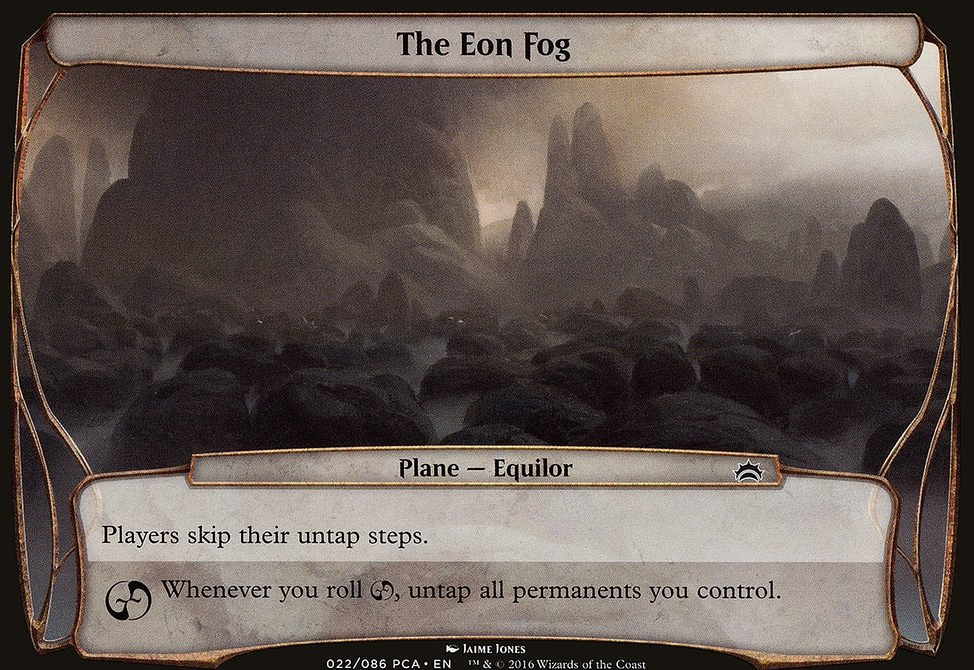 The Eon Fog
Plane — Equilor
Players skip their untap steps.
Whenever you roll , untap all permanents you control.
JAIME JONES
022/086 PCA • EN ™ & © 2016 Wizards of the Coast